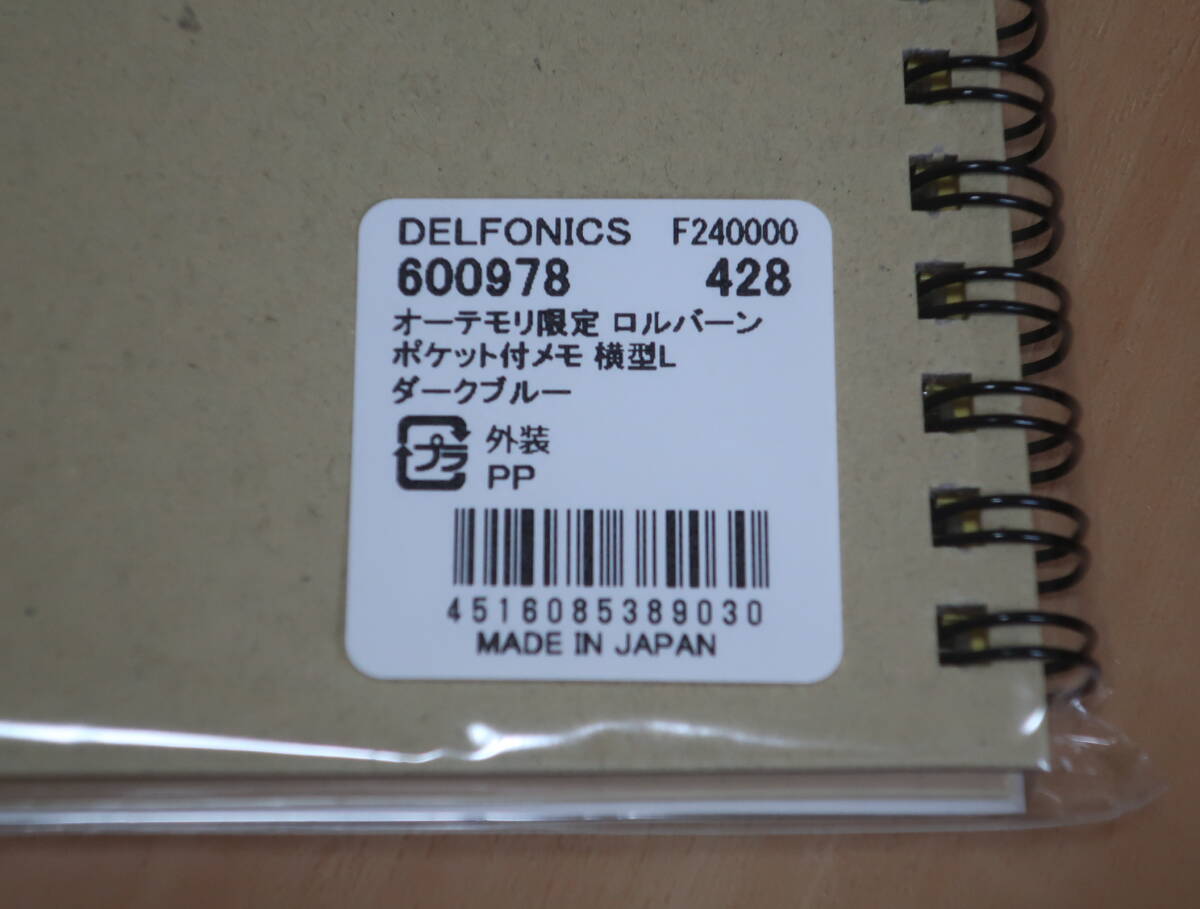 DELFONICS F240000
600978 428
オーテモリ限定 ロルバーン
ポケット付メモ 横型L
ダークブルー
プラ 外装
PP
4516085389030
MADE IN JAPAN